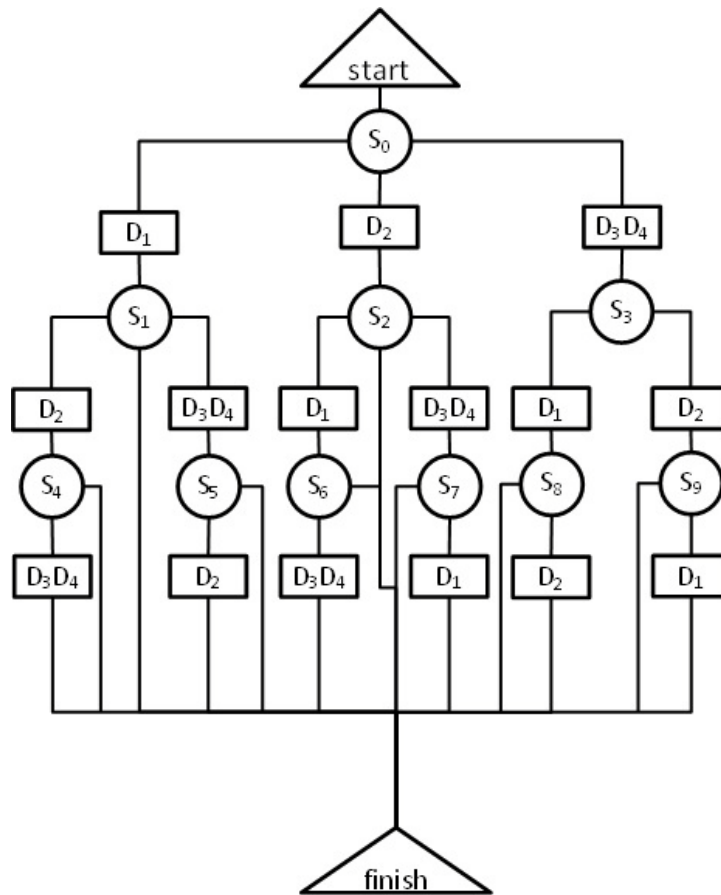 start
S₀
D₁ D₂ D₃D₄
S₁ S₂ S₃
D₂ D₃D₄ D₁ D₃D₄ D₁ D₂
S₄ S₅ S₆ S₇ S₈ S₉
D₃D₄ D₂ D₃D₄ D₁ D₂ D₁
finish